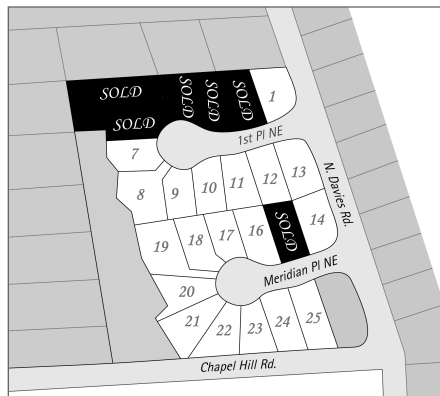 SOLD
SOLD
SOLD
SOLD
SOLD
1
1st Pl NE
7
8
9
10
11
12
13
N. Davies Rd.
19
18
17
16
SOLD
14
Meridian Pl NE
20
21
22
23
24
25
Chapel Hill Rd.